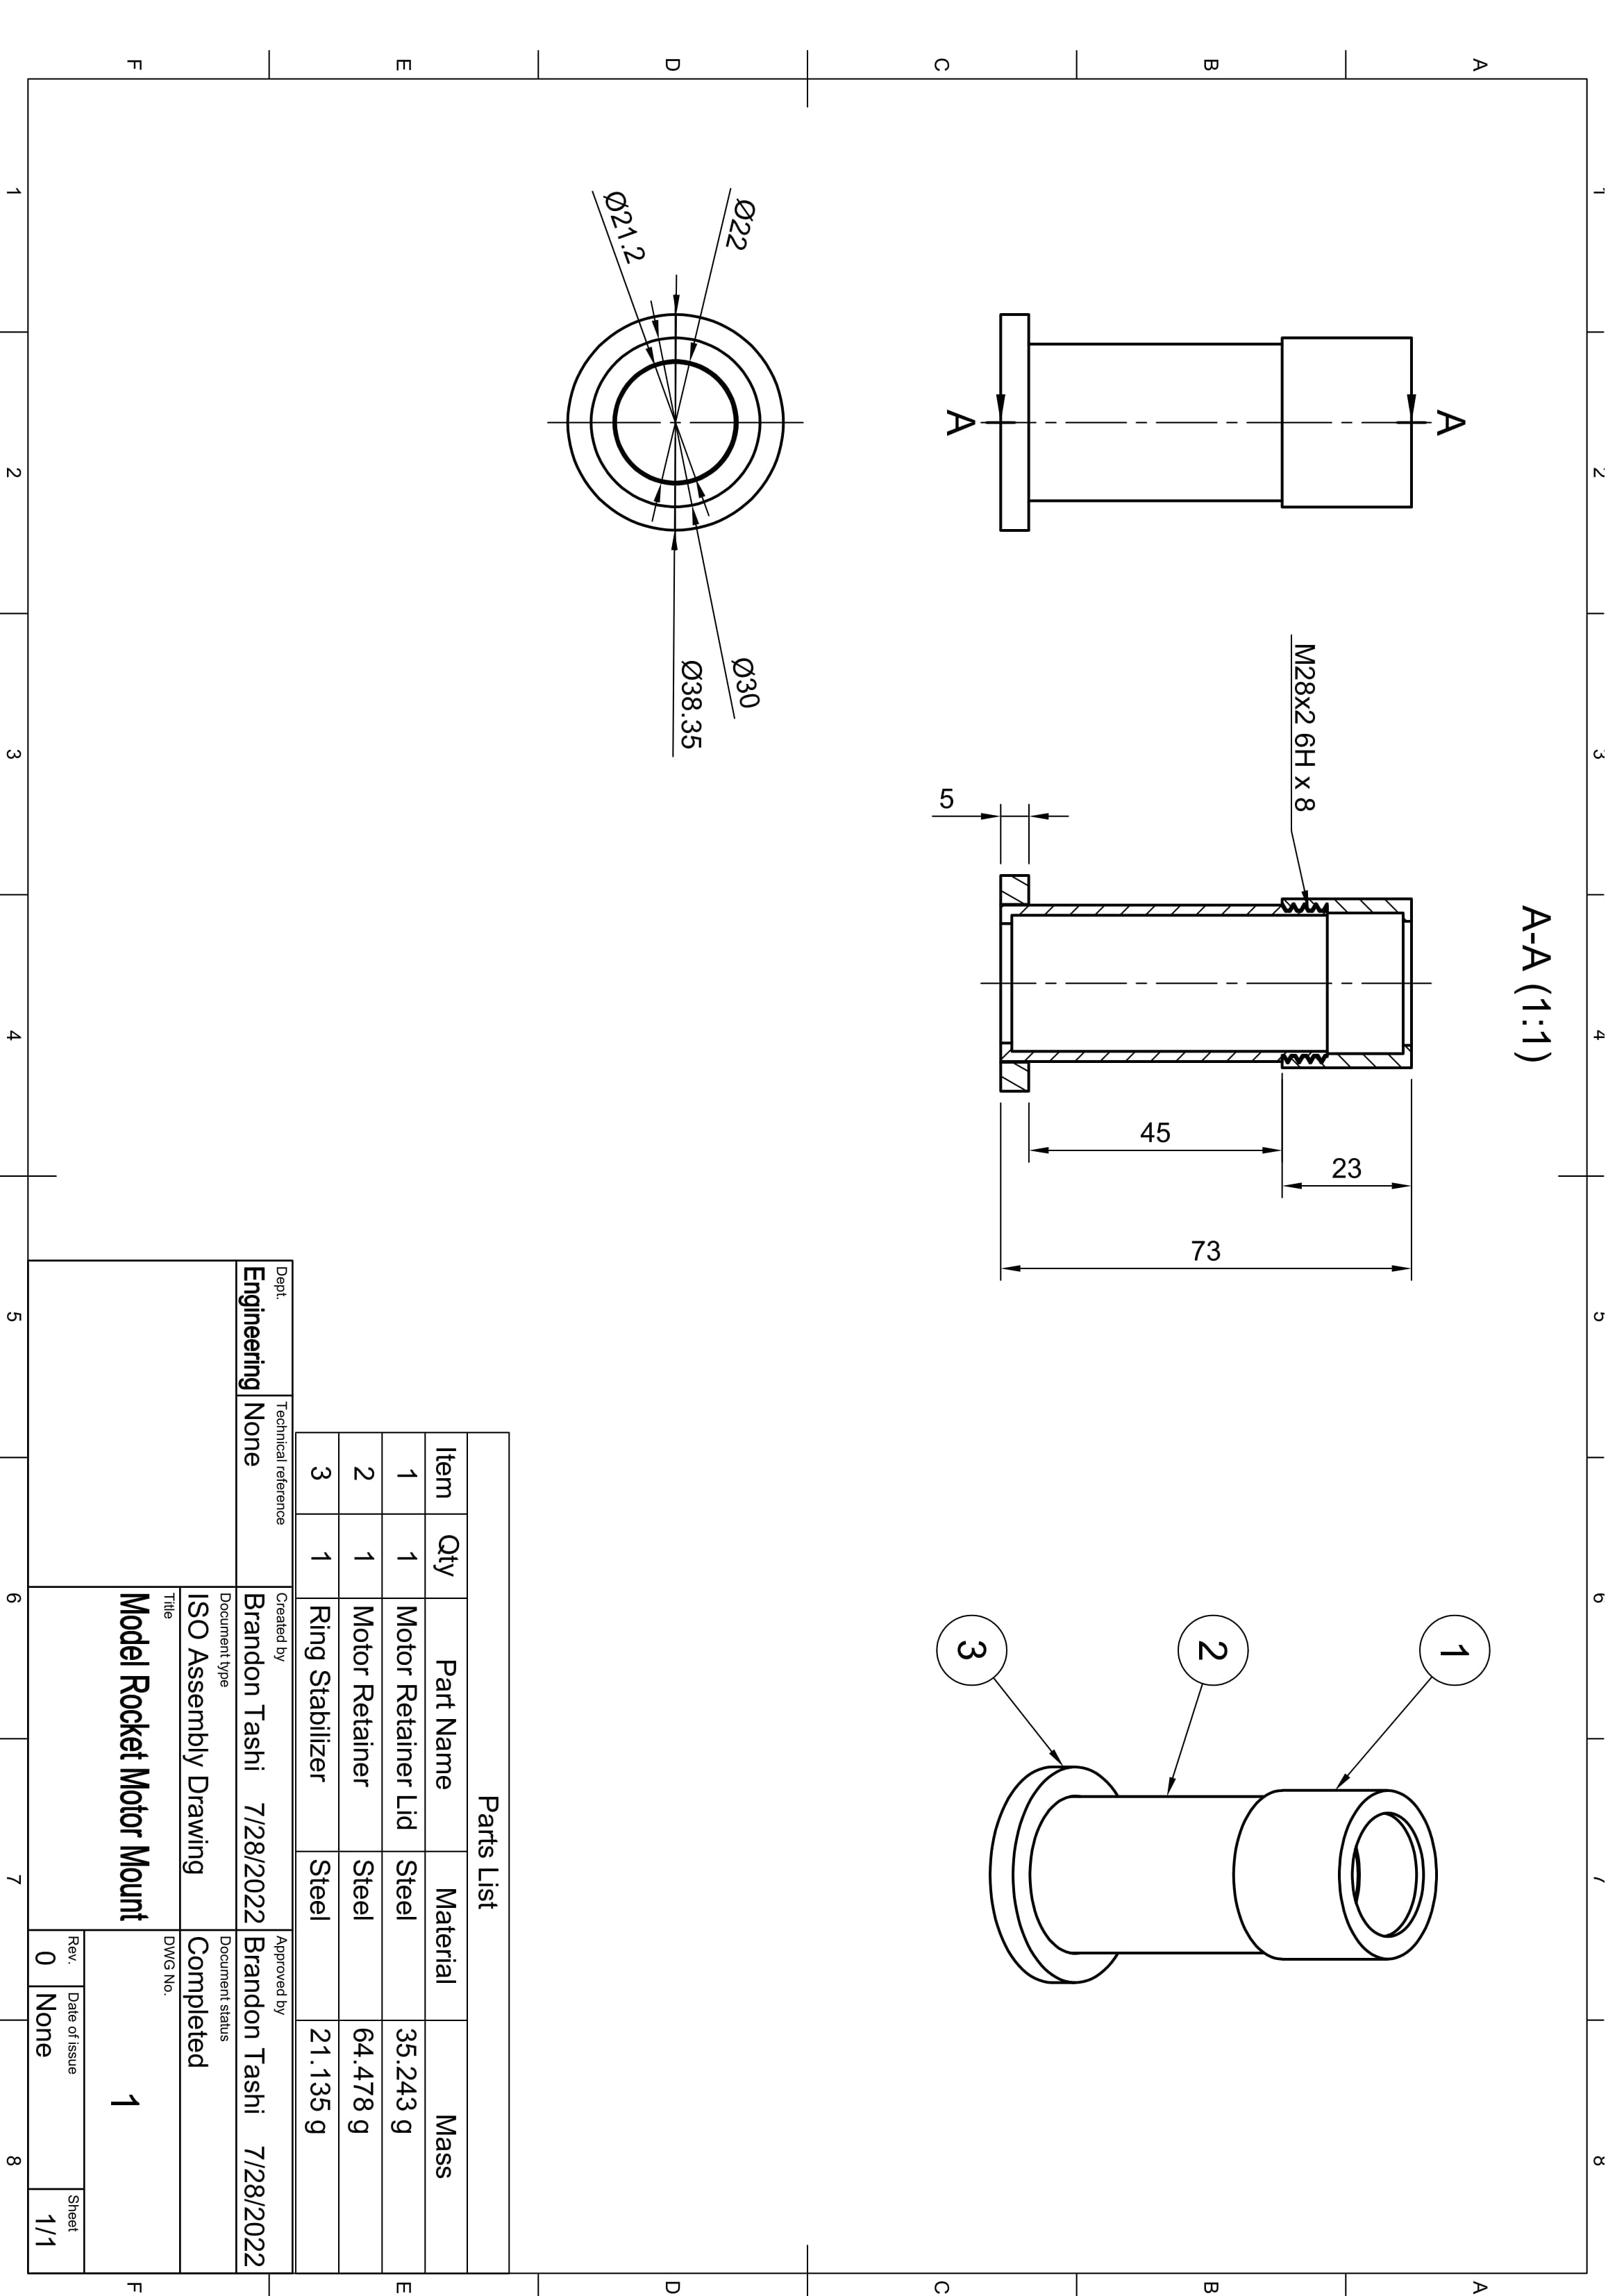 1 2 3 4 5 6 7 8
A-A (1:1)
A A
A
1
23
M28x2 6H x 8
B B
2
73
45
3
A
C C
5
Ø22 Ø30
Ø38.35
D D
Ø21.2
Parts List
Item Qty Part Name Material Mass
1 1 Motor Retainer Lid Steel 35.243 g
E E
2 1 Motor Retainer Steel 64.478 g
3 1 Ring Stabilizer Steel 21.135 g
Dept. Technical reference Created by Approved by
Engineering None Brandon Tashi 7/28/2022 Brandon Tashi 7/28/2022
Document type Document status
ISO Assembly Drawing Completed
Title DWG No.
Model Rocket Motor Mount 1
F F
Rev. Date of issue Sheet
0 None 1/1
1 2 3 4 5 6 7 8